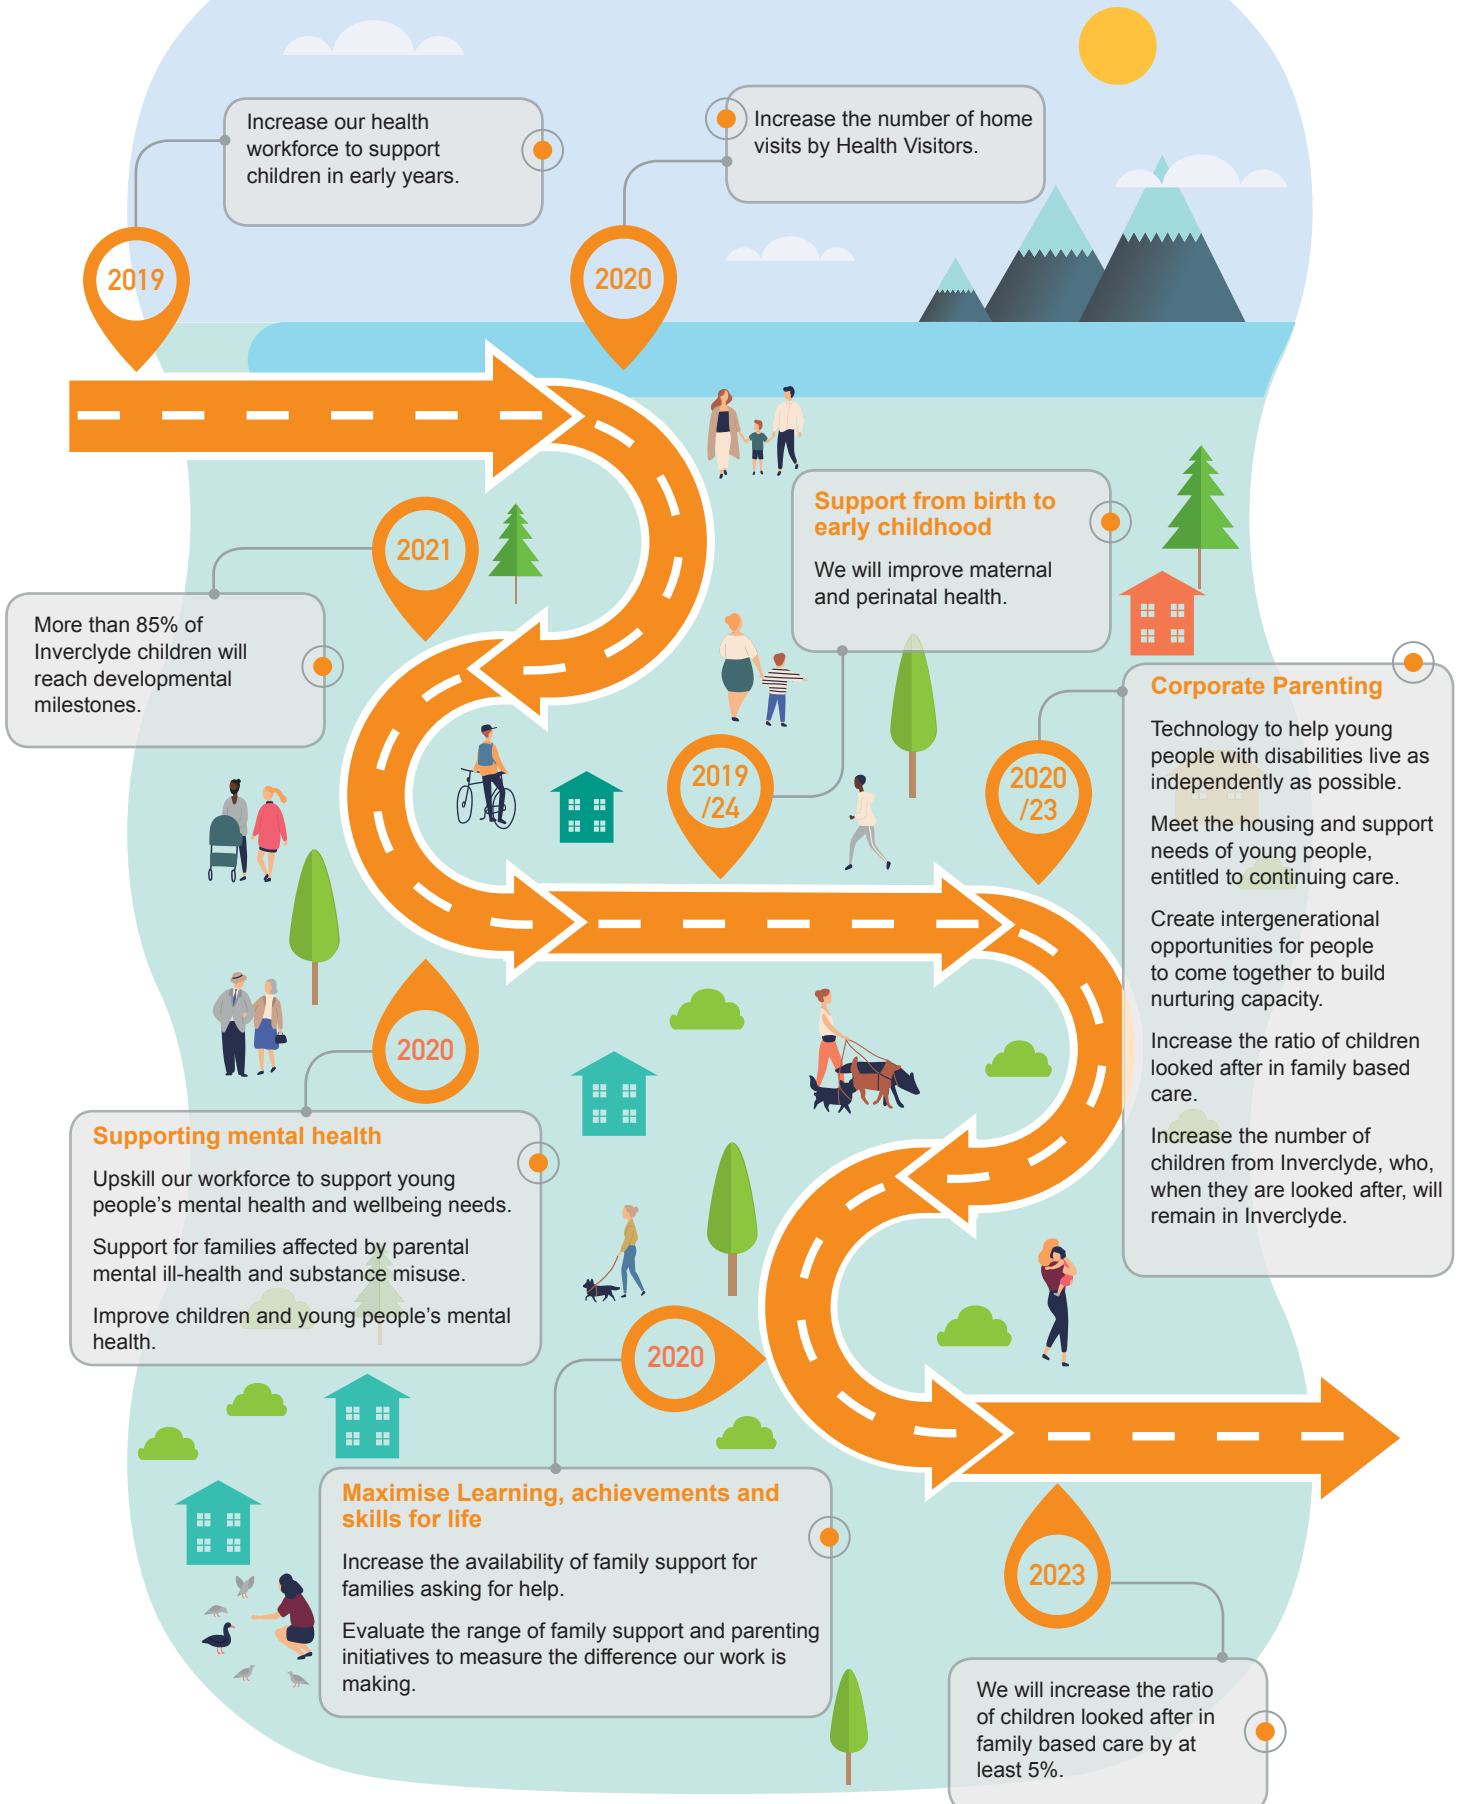 Increase our health
workforce to support
children in early years.
Increase the number of home
visits by Health Visitors.
2019
2020
Support from birth to
early childhood
We will improve maternal
and perinatal health.
2021
More than 85% of
Inverclyde children will
reach developmental
milestones.
2019
/24
2020
/23
Corporate Parenting
Technology to help young
people with disabilities live as
independently as possible.
Meet the housing and support
needs of young people,
entitled to continuing care.
Create intergenerational
opportunities for people
to come together to build
nurturing capacity.
Increase the ratio of children
looked after in family based
care.
Increase the number of
children from Inverclyde, who,
when they are looked after, will
remain in Inverclyde.
2020
Supporting mental health
Upskill our workforce to support young
people’s mental health and wellbeing needs.
Support for families affected by parental
mental ill-health and substance misuse.
Improve children and young people’s mental
health.
2020
Maximise Learning, achievements and
skills for life
Increase the availability of family support for
families asking for help.
Evaluate the range of family support and parenting
initiatives to measure the difference our work is
making.
2023
We will increase the ratio
of children looked after in
family based care by at
least 5%.